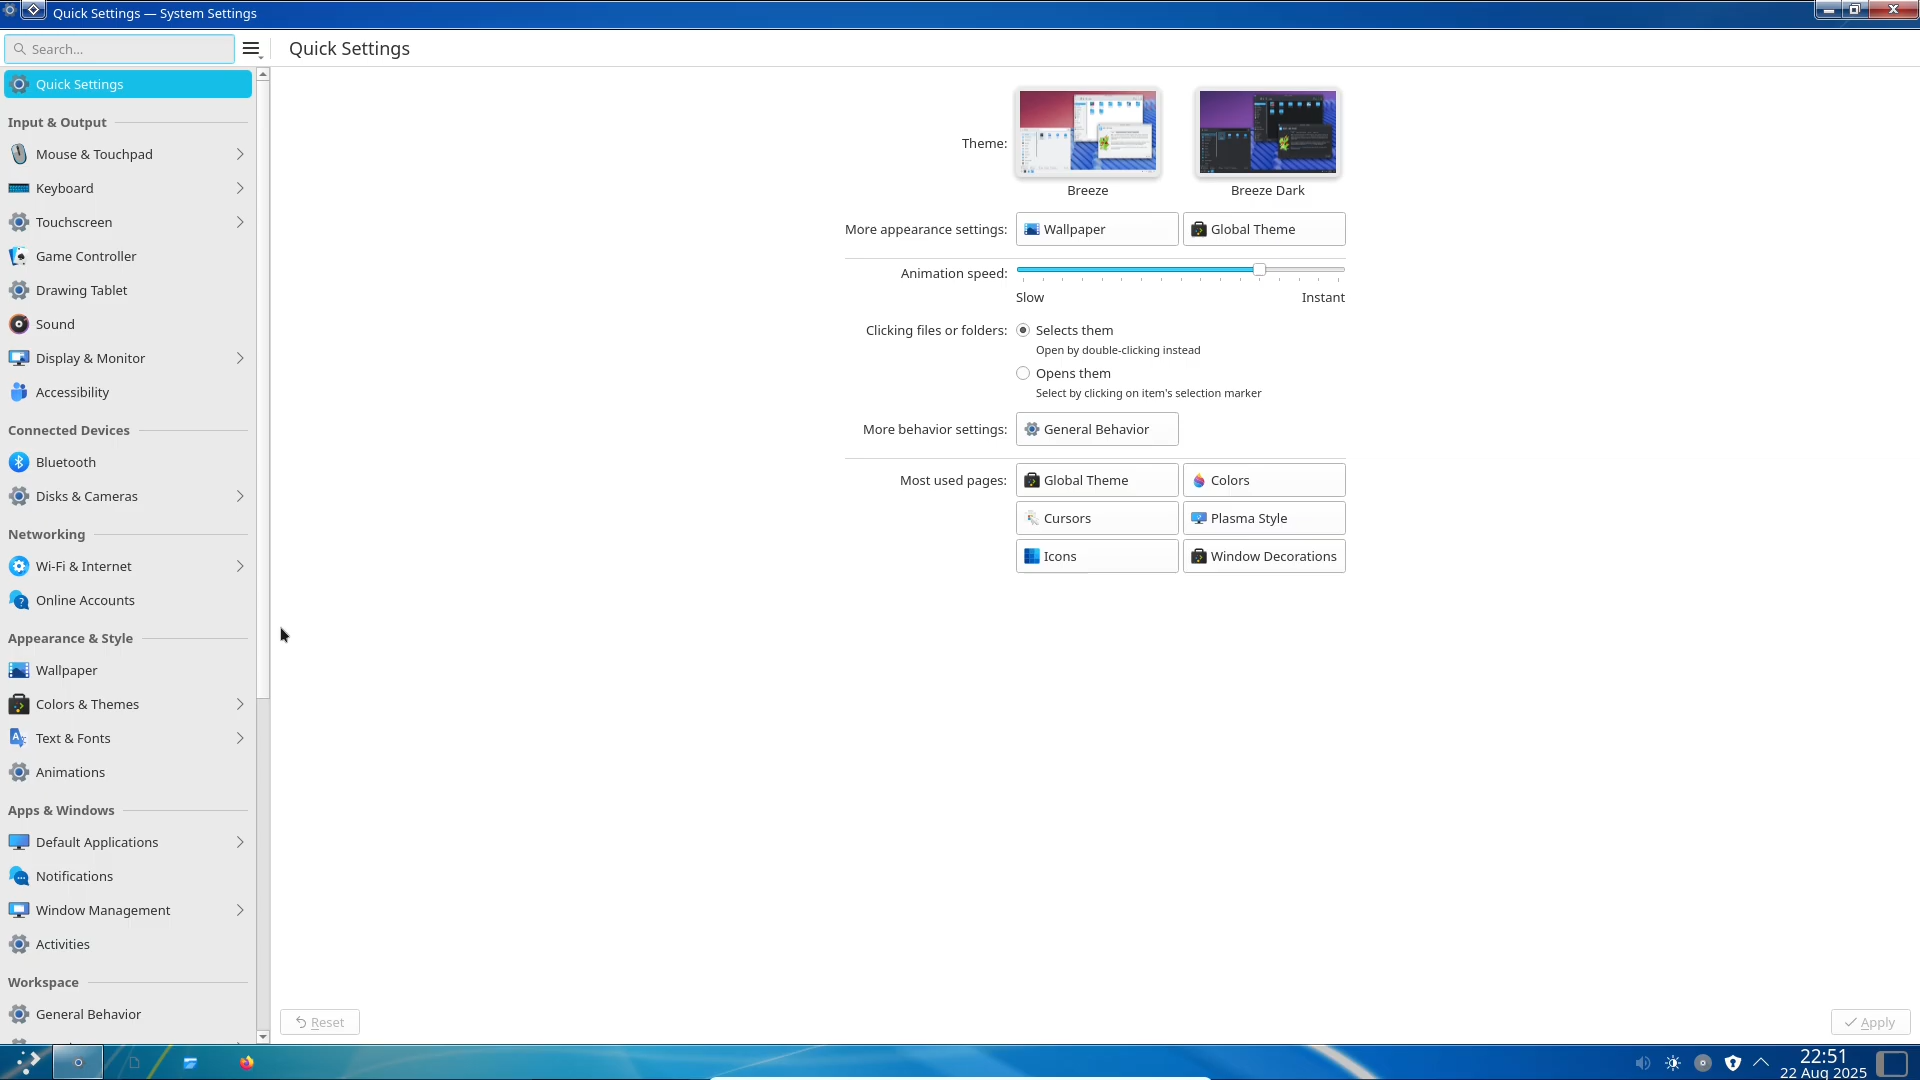 Quick Settings — System Settings
Search...
Quick Settings
Quick Settings
Input & Output
Mouse & Touchpad
Keyboard
Touchscreen
Game Controller
Drawing Tablet
Sound
Display & Monitor
Accessibility
Connected Devices
Bluetooth
Disks & Cameras
Networking
Wi-Fi & Internet
Online Accounts
Appearance & Style
Wallpaper
Colors & Themes
Text & Fonts
Animations
Apps & Windows
Default Applications
Notifications
Window Management
Activities
Workspace
General Behavior
Theme:
Breeze
Breeze Dark
More appearance settings:
Wallpaper
Global Theme
Animation speed:
Slow
Instant
Clicking files or folders:
Selects them
Open by double-clicking instead
Opens them
Select by clicking on item's selection marker
More behavior settings:
General Behavior
Most used pages:
Global Theme
Colors
Cursors
Plasma Style
Icons
Window Decorations
Reset
Apply
22:51
22 Aug 2025